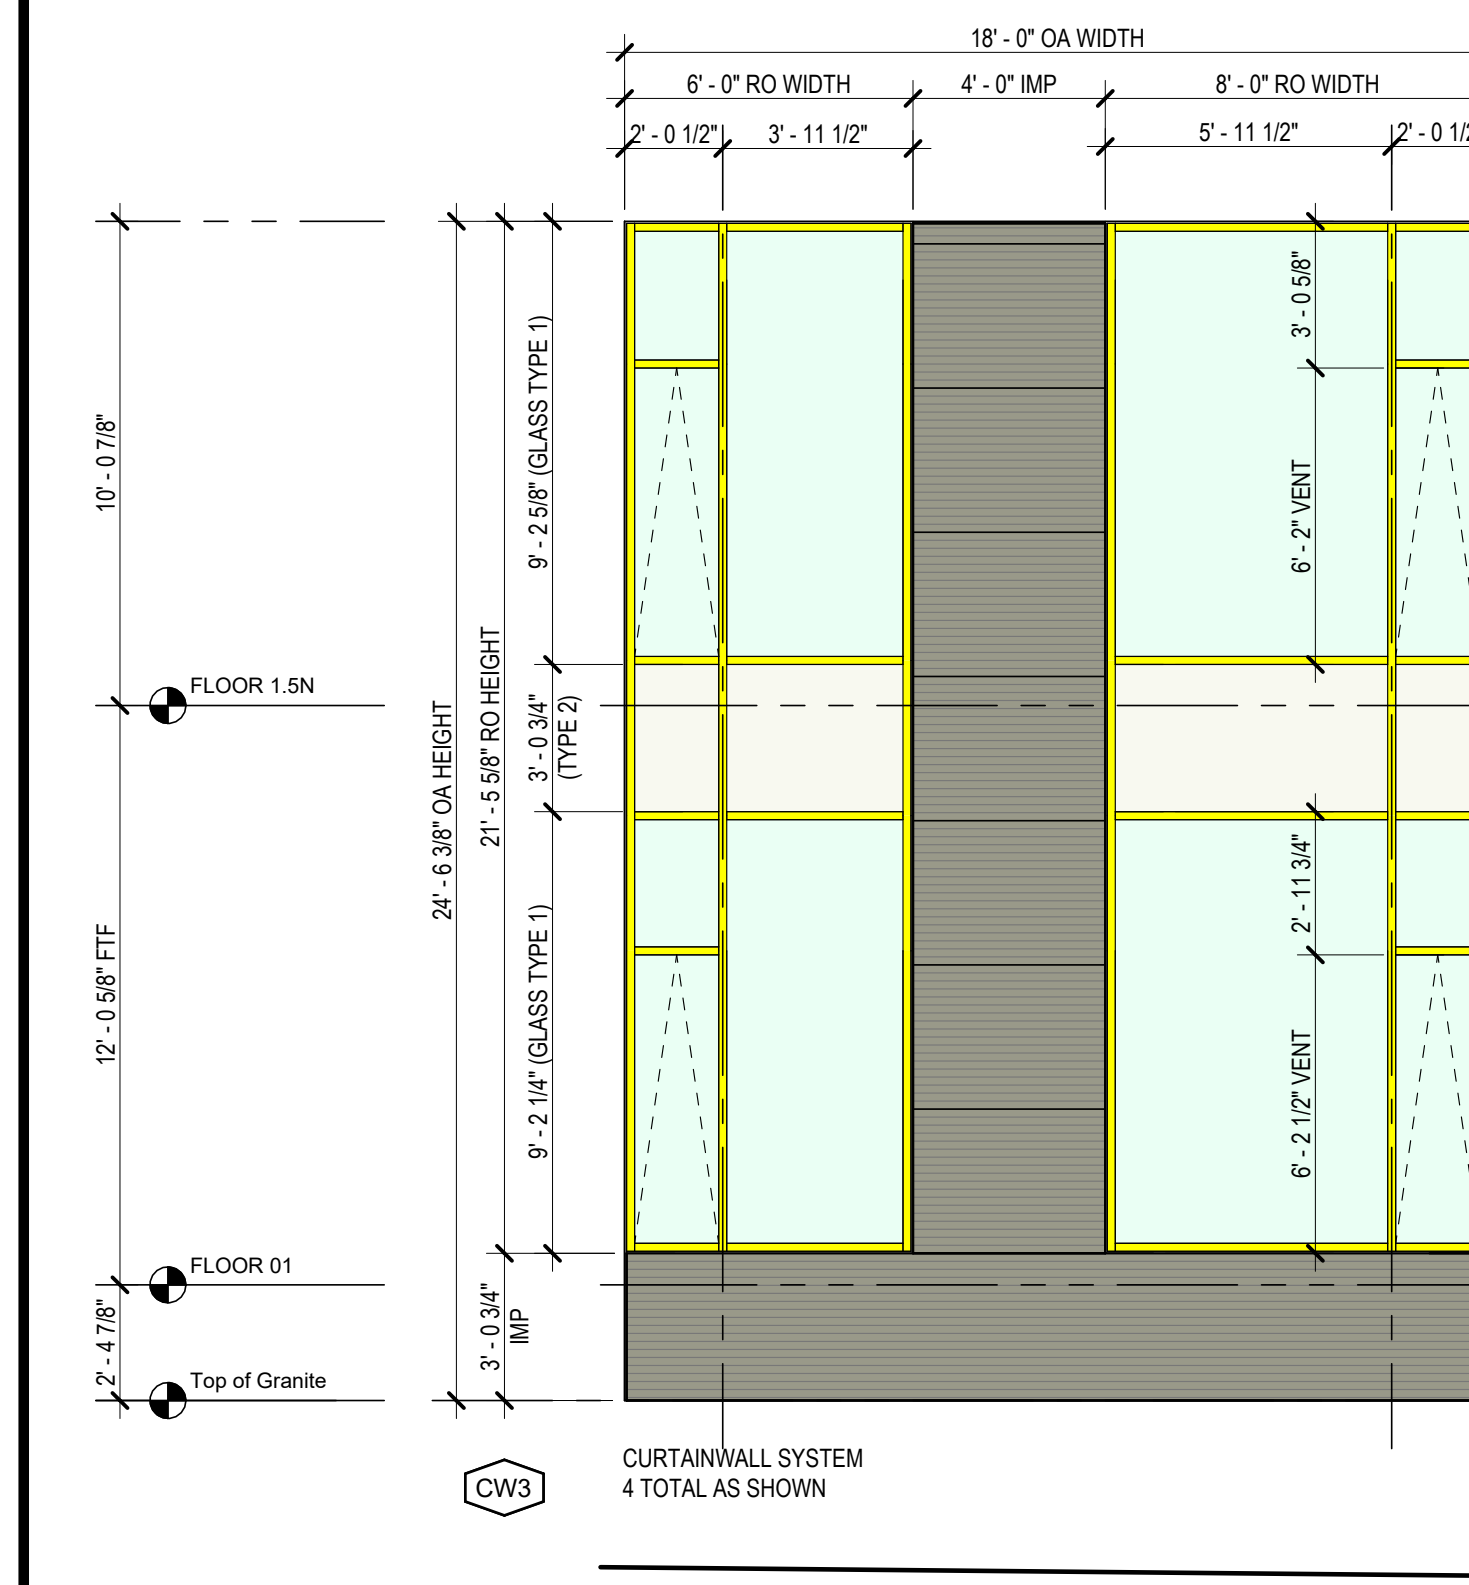 18' - 0" OA WIDTH
6' - 0" RO WIDTH
4' - 0" IMP
8' - 0" RO WIDTH
2' - 0 1/2"
3' - 11 1/2"
5' - 11 1/2"
2' - 0 1/2
10' - 0 7/8"
12' - 0 5/8" FTF
2' - 4 7/8"
FLOOR 1.5N
FLOOR 01
Top of Granite
24' - 6 3/8" OA HEIGHT
21' - 5 5/8" RO HEIGHT
3' - 0 3/4"
IMP
9' - 2 5/8" (GLASS TYPE 1)
3' - 0 3/4"
(TYPE 2)
9' - 2 1/4" (GLASS TYPE 1)
3' - 0 5/8"
6' - 2" VENT
2' - 11 3/4"
6' - 2 1/2" VENT
CW3
CURTAINWALL SYSTEM
4 TOTAL AS SHOWN